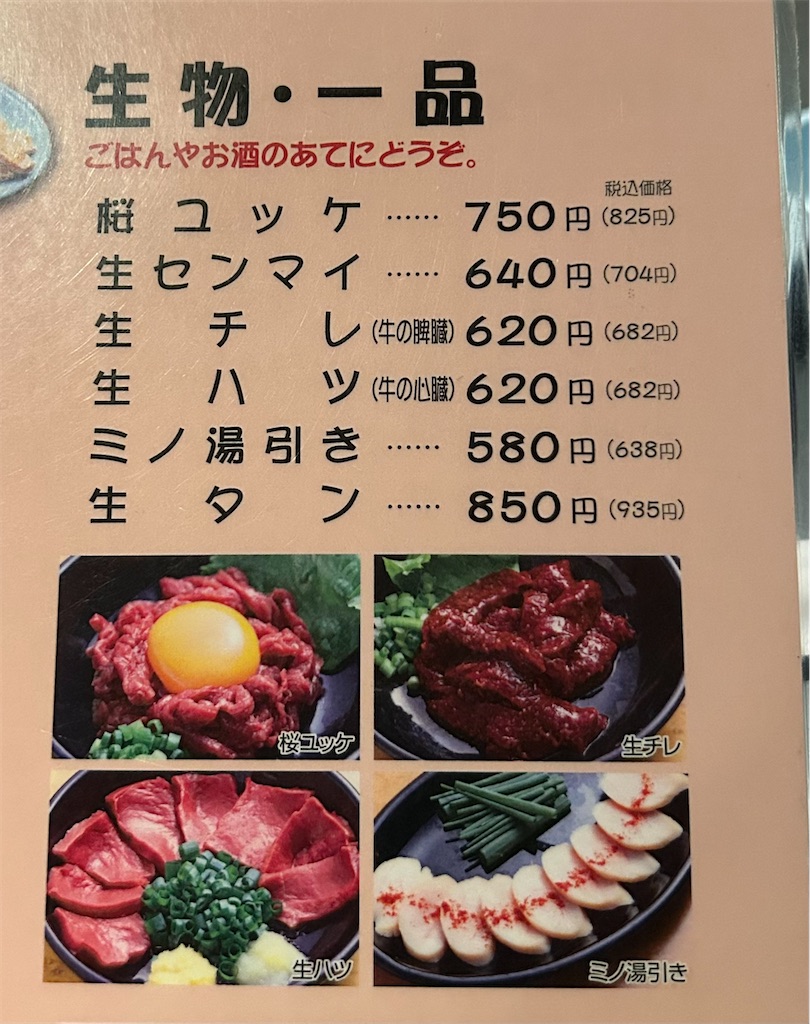 生物・一品
ごはんやお酒のあてにどうぞ。
税込価格
桜ユッケ…… 750円(825円)
生センマイ…… 640円(704円)
生チレ(牛の脾臓) 620円(682円)
生ハツ(牛の心臓) 620円(682円)
ミノ湯引き…… 580円(638円)
生タン…… 850円(935円)
桜ユッケ
生チレ
生ハツ
ミノ湯引き